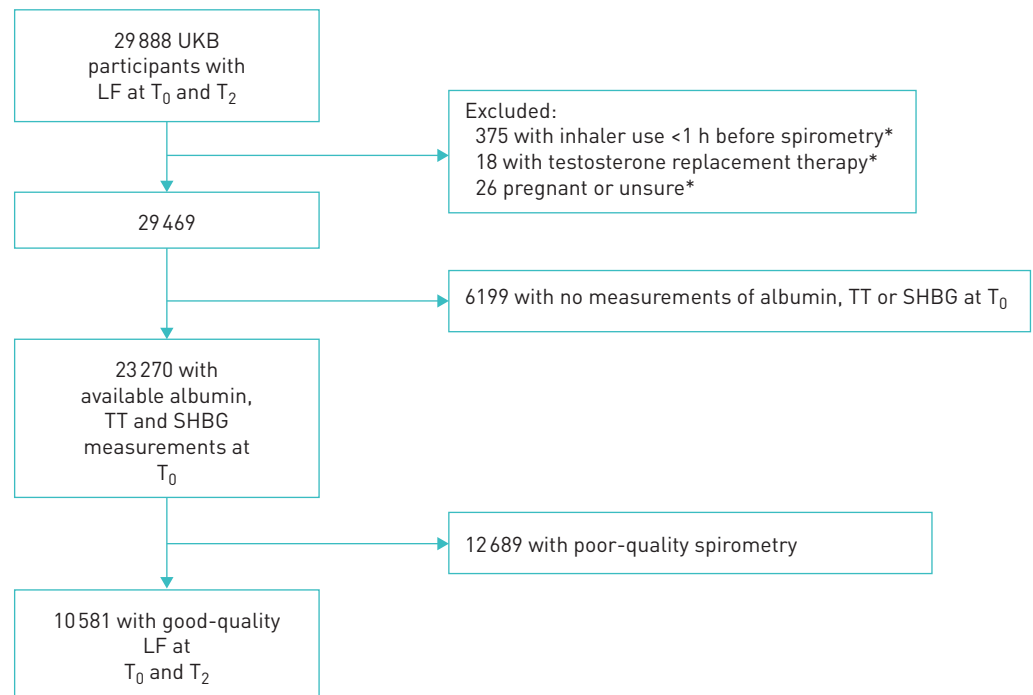 29 888 UKB
participants with
LF at T₀ and T₂
Excluded:
375 with inhaler use <1 h before spirometry*
18 with testosterone replacement therapy*
26 pregnant or unsure*
29 469
6199 with no measurements of albumin, TT or SHBG at T₀
23 270 with
available albumin,
TT and SHBG
measurements at
T₀
12 689 with poor-quality spirometry
10 581 with good-quality
LF at
T₀ and T₂